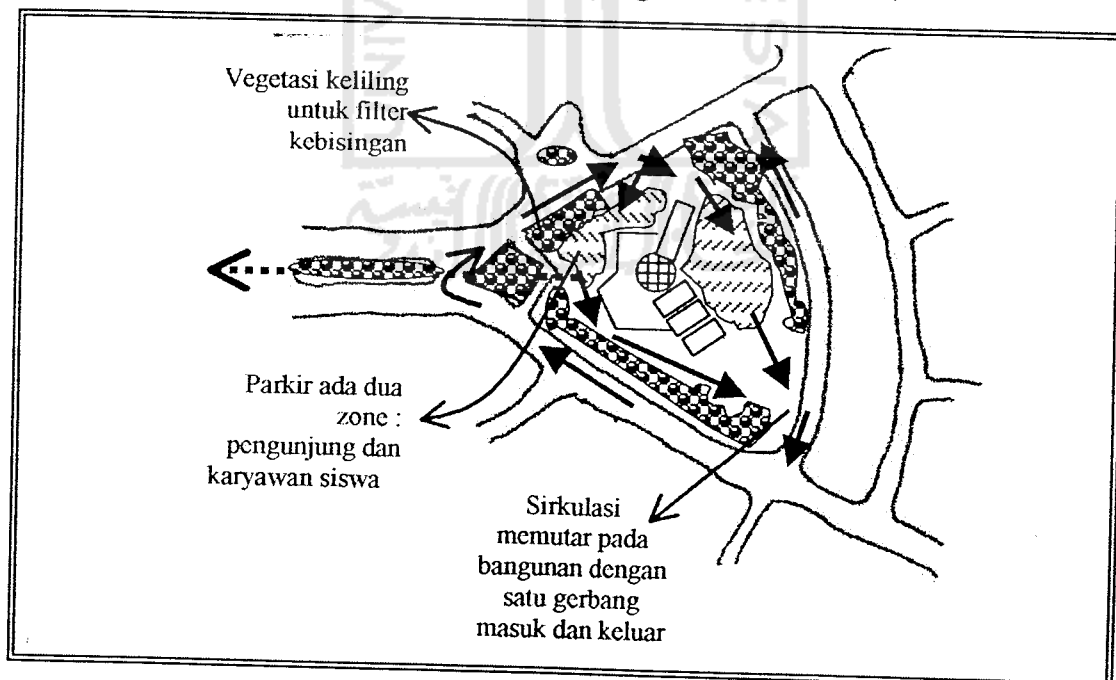 Vegetasi keliling
untuk filter
kebisingan
Parkir ada dua
zone :
pengunjung dan
karyawan siswa
Sirkulasi
memutar pada
bangunan dengan
satu gerbang
masuk dan keluar